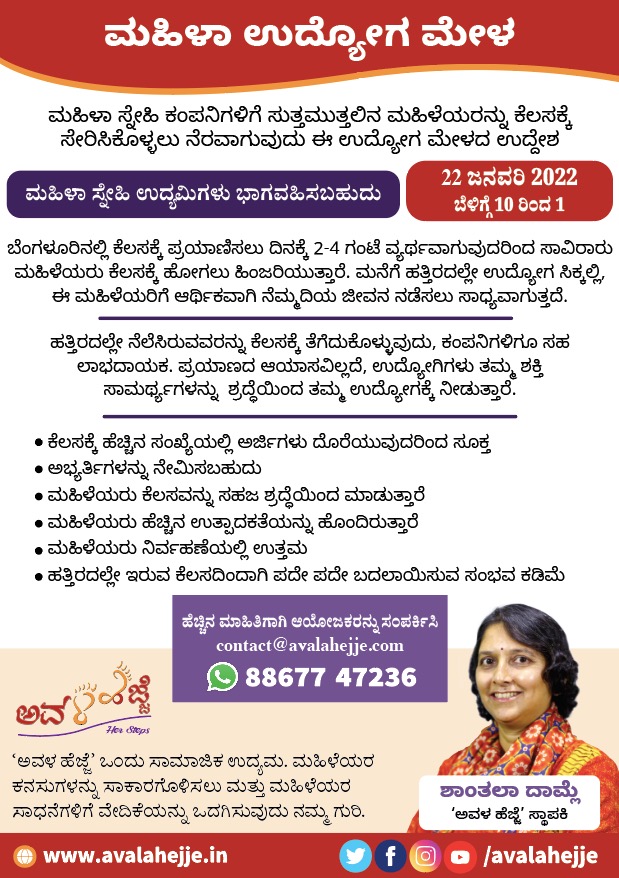 ಮಹಿಳಾ ಉದ್ಯೋಗ ಮೇಳ
ಮಹಿಳಾ ಸ್ನೇಹಿ ಕಂಪನಿಗಳಿಗೆ ಸುತ್ತಮುತ್ತಲಿನ ಮಹಿಳೆಯರನ್ನು ಕೆಲಸಕ್ಕೆ
ಸೇರಿಸಿಕೊಳ್ಳಲು ನೆರವಾಗುವುದು ಈ ಉದ್ಯೋಗ ಮೇಳದ ಉದ್ದೇಶ
ಮಹಿಳಾ ಸ್ನೇಹಿ ಉದ್ಯಮಿಗಳು ಭಾಗವಹಿಸಬಹುದು
22 ಜನವರಿ 2022
ಬೆಳಿಗ್ಗೆ 10 ರಿಂದ 1
ಬೆಂಗಳೂರಿನಲ್ಲಿ ಕೆಲಸಕ್ಕೆ ಪ್ರಯಾಣಿಸಲು ದಿನಕ್ಕೆ 2-4 ಗಂಟೆ ವ್ಯರ್ಥವಾಗುವುದರಿಂದ ಸಾವಿರಾರು
ಮಹಿಳೆಯರು ಕೆಲಸಕ್ಕೆ ಹೋಗಲು ಹಿಂಜರಿಯುತ್ತಾರೆ. ಮನೆಗೆ ಹತ್ತಿರದಲ್ಲೇ ಉದ್ಯೋಗ ಸಿಕ್ಕಲ್ಲಿ,
ಈ ಮಹಿಳೆಯರಿಗೆ ಆರ್ಥಿಕವಾಗಿ ನೆಮ್ಮದಿಯ ಜೀವನ ನಡೆಸಲು ಸಾಧ್ಯವಾಗುತ್ತದೆ.
ಹತ್ತಿರದಲ್ಲೇ ನೆಲೆಸಿರುವವರನ್ನು ಕೆಲಸಕ್ಕೆ ತೆಗೆದುಕೊಳ್ಳುವುದು, ಕಂಪನಿಗಳಿಗೂ ಸಹ
ಲಾಭದಾಯಕ. ಪ್ರಯಾಣದ ಆಯಾಸವಿಲ್ಲದೆ, ಉದ್ಯೋಗಿಗಳು ತಮ್ಮ ಶಕ್ತಿ
ಸಾಮರ್ಥ್ಯಗಳನ್ನು ಶ್ರದ್ಧೆಯಿಂದ ತಮ್ಮ ಉದ್ಯೋಗಕ್ಕೆ ನೀಡುತ್ತಾರೆ.
• ಕೆಲಸಕ್ಕೆ ಹೆಚ್ಚಿನ ಸಂಖ್ಯೆಯಲ್ಲಿ ಅರ್ಜಿಗಳು ದೊರೆಯುವುದರಿಂದ ಸೂಕ್ತ
• ಅಭ್ಯರ್ತಿಗಳನ್ನು ನೇಮಿಸಬಹುದು
• ಮಹಿಳೆಯರು ಕೆಲಸವನ್ನು ಸಹಜ ಶ್ರದ್ಧೆಯಿಂದ ಮಾಡುತ್ತಾರೆ
• ಮಹಿಳೆಯರು ಹೆಚ್ಚಿನ ಉತ್ಪಾದಕತೆಯನ್ನು ಹೊಂದಿರುತ್ತಾರೆ
• ಮಹಿಳೆಯರು ನಿರ್ವಹಣೆಯಲ್ಲಿ ಉತ್ತಮ
• ಹತ್ತಿರದಲ್ಲೇ ಇರುವ ಕೆಲಸದಿಂದಾಗಿ ಪದೇ ಪದೇ ಬದಲಾಯಿಸುವ ಸಂಭವ ಕಡಿಮೆ
ಹೆಚ್ಚಿನ ಮಾಹಿತಿಗಾಗಿ ಆಯೋಜಕರನ್ನು ಸಂಪರ್ಕಿಸಿ
contact@avalahejje.com
88677 47236
ಅವಳ ಹೆಜ್ಜೆ
Her Steps
'ಅವಳ ಹೆಜ್ಜೆ' ಒಂದು ಸಾಮಾಜಿಕ ಉದ್ಯಮ. ಮಹಿಳೆಯರ
ಕನಸುಗಳನ್ನು ಸಾಕಾರಗೊಳಿಸಲು ಮತ್ತು ಮಹಿಳೆಯರ
ಸಾಧನೆಗಳಿಗೆ ವೇದಿಕೆಯನ್ನು ಒದಗಿಸುವುದು ನಮ್ಮ ಗುರಿ.
ಶಾಂತಲಾ ದಾಮ್ಲೆ
'ಅವಳ ಹೆಜ್ಜೆ' ಸ್ಥಾಪಕಿ
www.avalahejje.in
/avalahejje